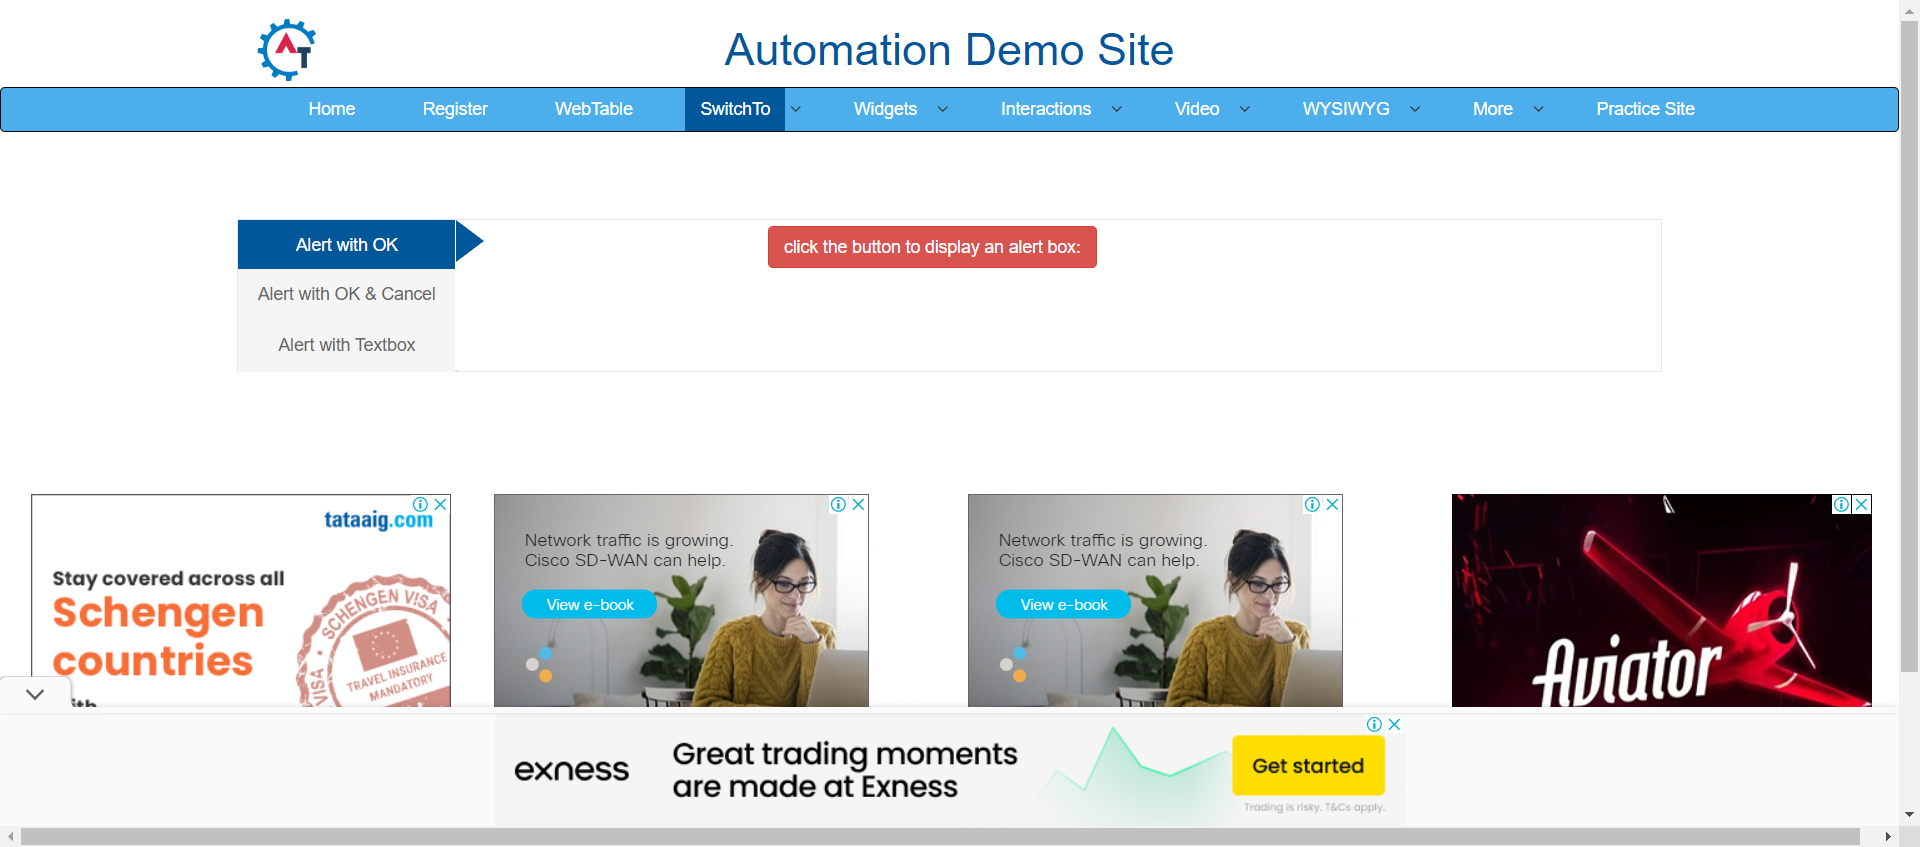 AT
Automation Demo Site
Home Register WebTable SwitchTo Widgets Interactions Video WYSIWYG More Practice Site
Alert with OK
click the button to display an alert box:
Alert with OK & Cancel
Alert with Textbox
tataaig.com
Stay covered across all
Schengen
countries
SCHENGEN VISA
TRAVEL INSURANCE
MANDATORY
VISA
Network traffic is growing.
Cisco SD-WAN can help.
View e-book
Network traffic is growing.
Cisco SD-WAN can help.
View e-book
Aviator
exness
Great trading moments
are made at Exness
Get started
Trading is risky. T&Cs apply.